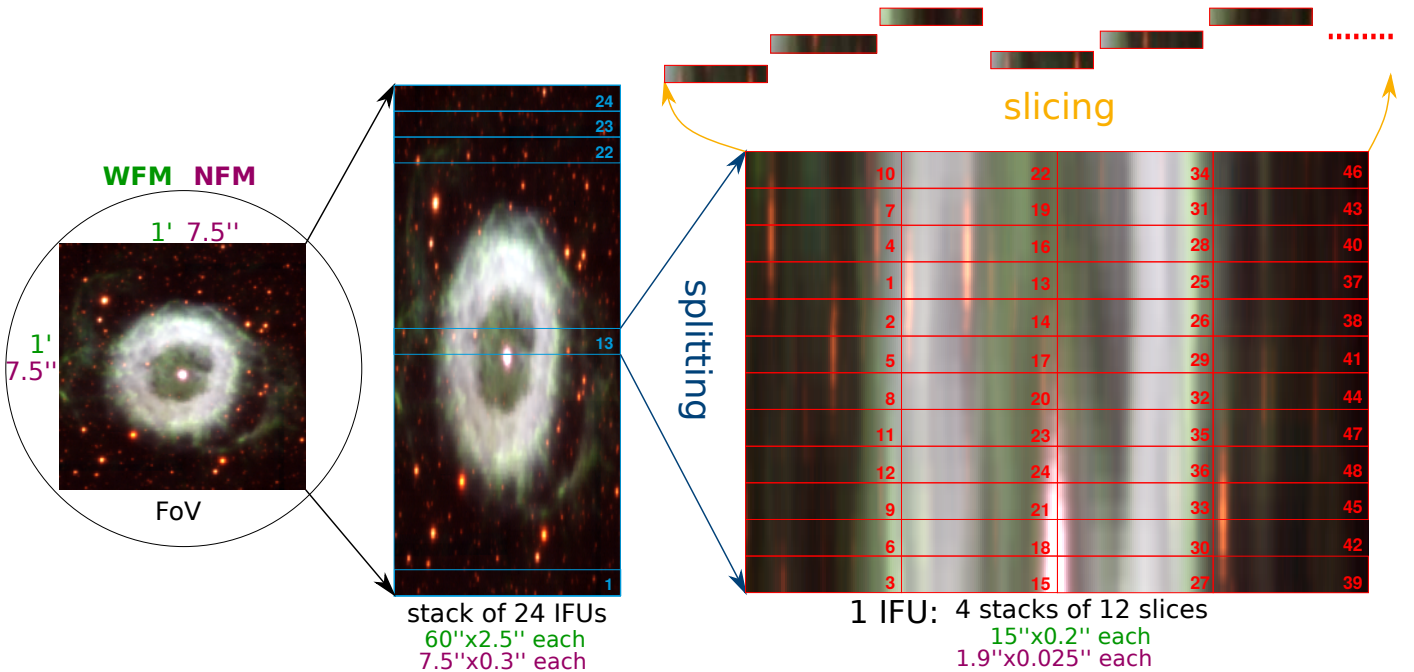 WFM NFM
1' 7.5''
1'
7.5''
FoV
24
23
22
13
1
stack of 24 IFUs
60''x2.5'' each
7.5''x0.3'' each
splitting
slicing
10 22 34 46
7 19 31 43
4 16 28 40
1 13 25 37
2 14 26 38
5 17 29 41
8 20 32 44
11 23 35 47
12 24 36 48
9 21 33 45
6 18 30 42
3 15 27 39
1 IFU: 4 stacks of 12 slices
15''x0.2'' each
1.9''x0.025'' each